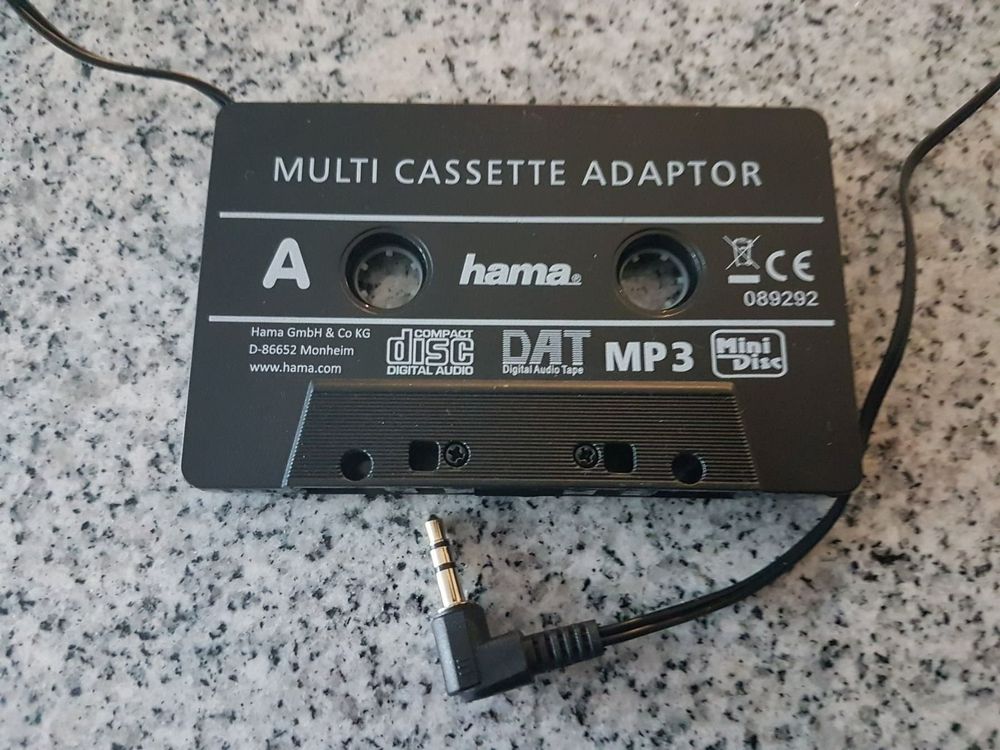 MULTI CASSETTE ADAPTOR
A
hama®
CE
089292
Hama GmbH & Co KG
D-86652 Monheim
www.hama.com
COMPACT
disc
DIGITAL AUDIO
DAT
Digital Audio Tape
MP3
Mini
Disc